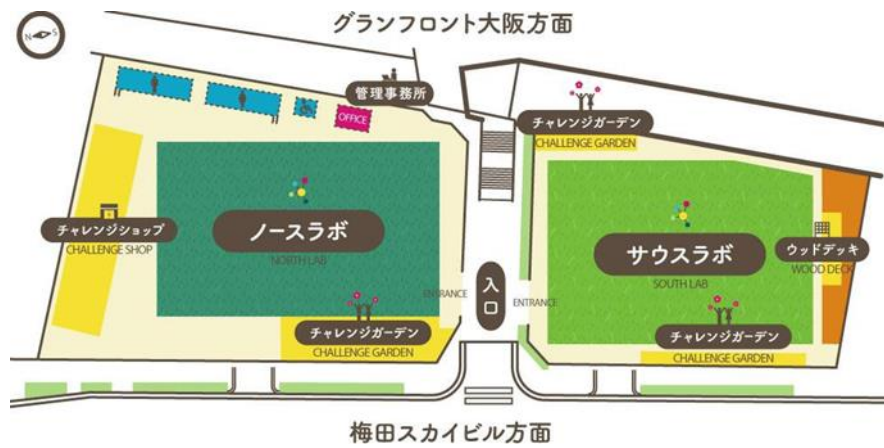 グランフロント大阪方面
N S
管理事務所
OFFICE
チャレンジガーデン
CHALLENGE GARDEN
チャレンジショップ
CHALLENGE SHOP
ノースラボ
NORTH LAB
サウスラボ
SOUTH LAB
ウッドデッキ
WOOD DECK
入口
ENTRANCE
ENTRANCE
チャレンジガーデン
CHALLENGE GARDEN
チャレンジガーデン
CHALLENGE GARDEN
梅田スカイビル方面